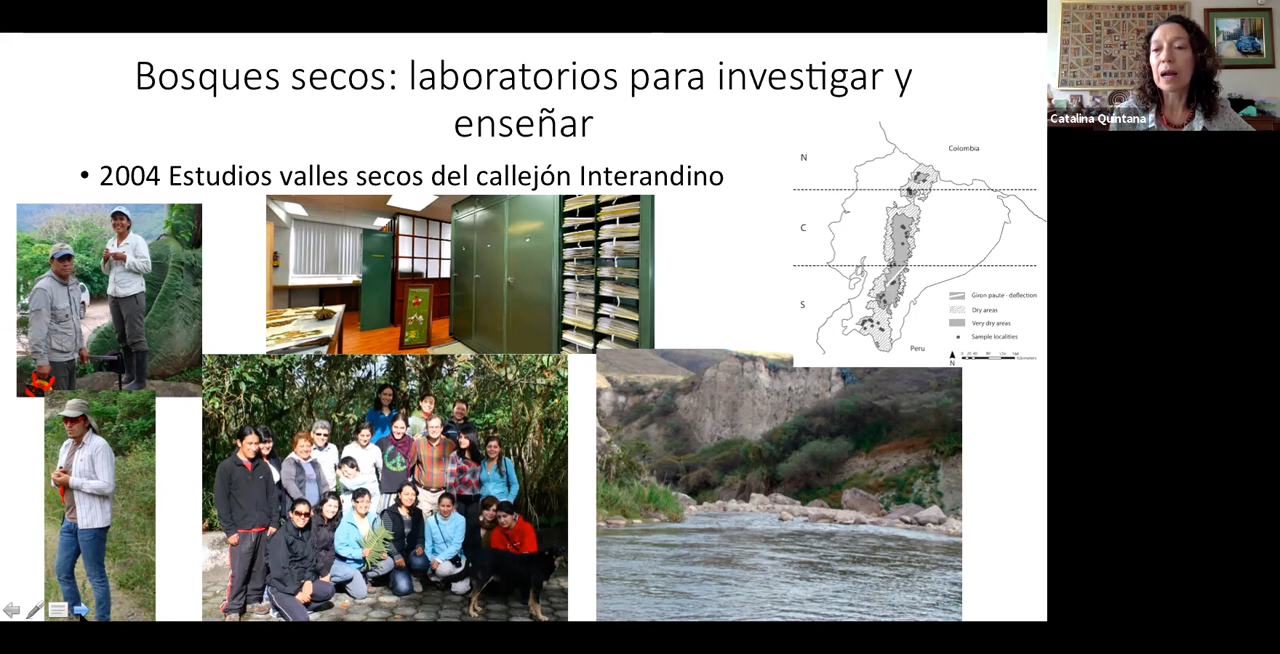 Bosques secos: laboratorios para investigar y
enseñar
• 2004 Estudios valles secos del callejón Interandino
Catalina Quintana
Colombia
N
C
S
Giron paute - deflection
Dry areas
Very dry areas
Sample localities
Peru
N